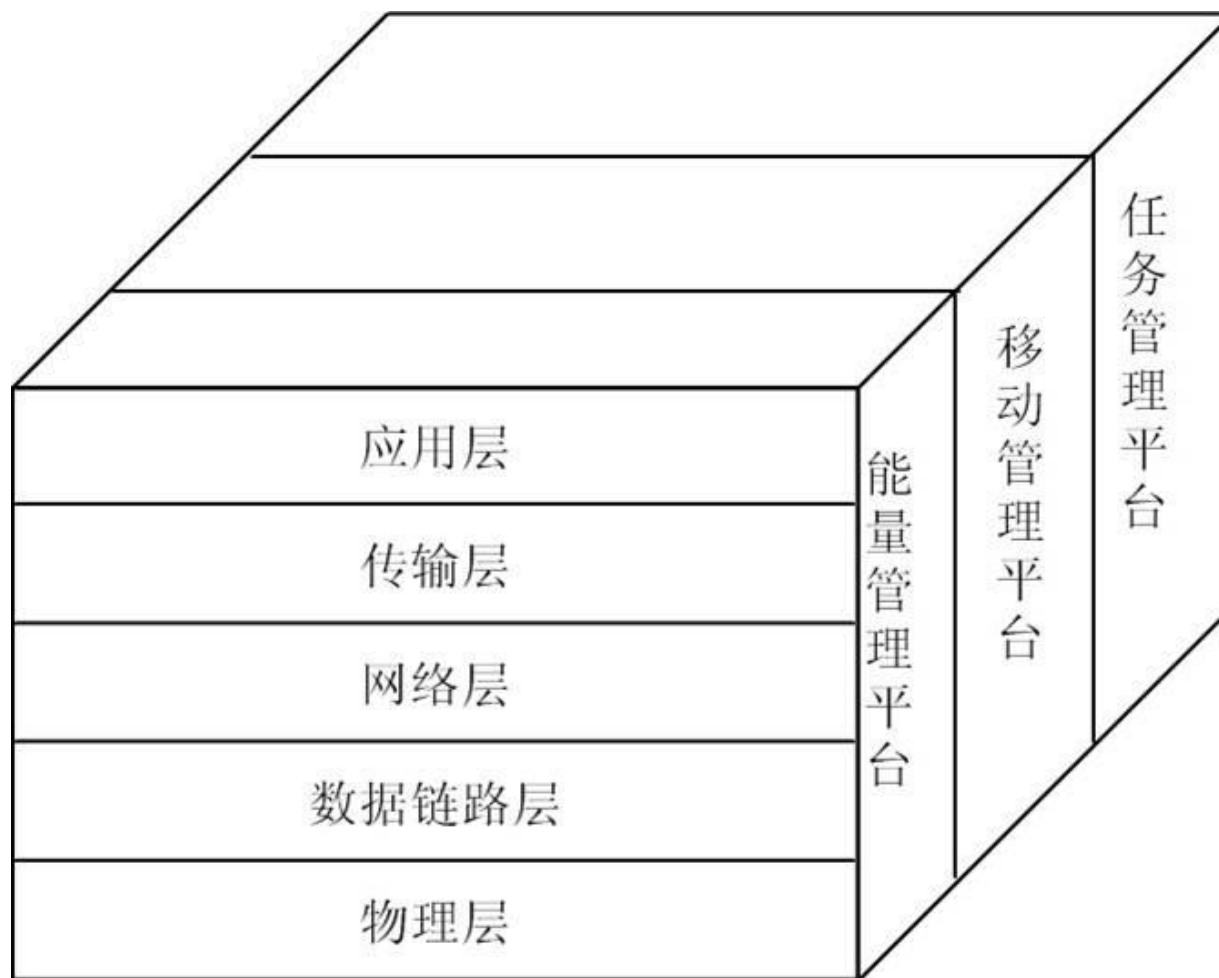 应用层
传输层
网络层
数据链路层
物理层
能量管理平台
移动管理平台
任务管理平台